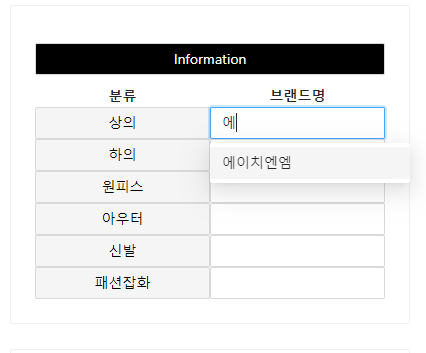 Information
분류 브랜드명
상의 에
하의 에이치엔엠
원피스
아우터
신발
패션잡화